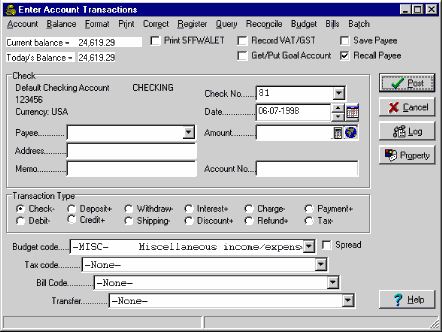 Enter Account Transactions
Account Balance Format Print Correct Register Query Reconcile Budget Bills Batch
Current balance = 24,619.29
Today's Balance = 24,619.29
Print SFFWALET
Record VAT/GST
Save Payee
Get/Put Goal Account
Recall Payee
Check
Default Checking Account CHECKING
123456
Currency: USA
Check No..... 81
Date............... 06-07-1998
Payee...........
Amount..........
Address.........
Memo............
Account No.....
Post
Cancel
Log
Property
Transaction Type
Check- Deposit+ Withdraw- Interest+ Charge- Payment+
Debit- Credit+ Shipping- Discount+ Refund+ Tax-
Budget code..... -MISC- Miscellaneous income/expens
Spread
Tax code..... -None-
Bill Code..... -None-
Transfer........... -None-
Help